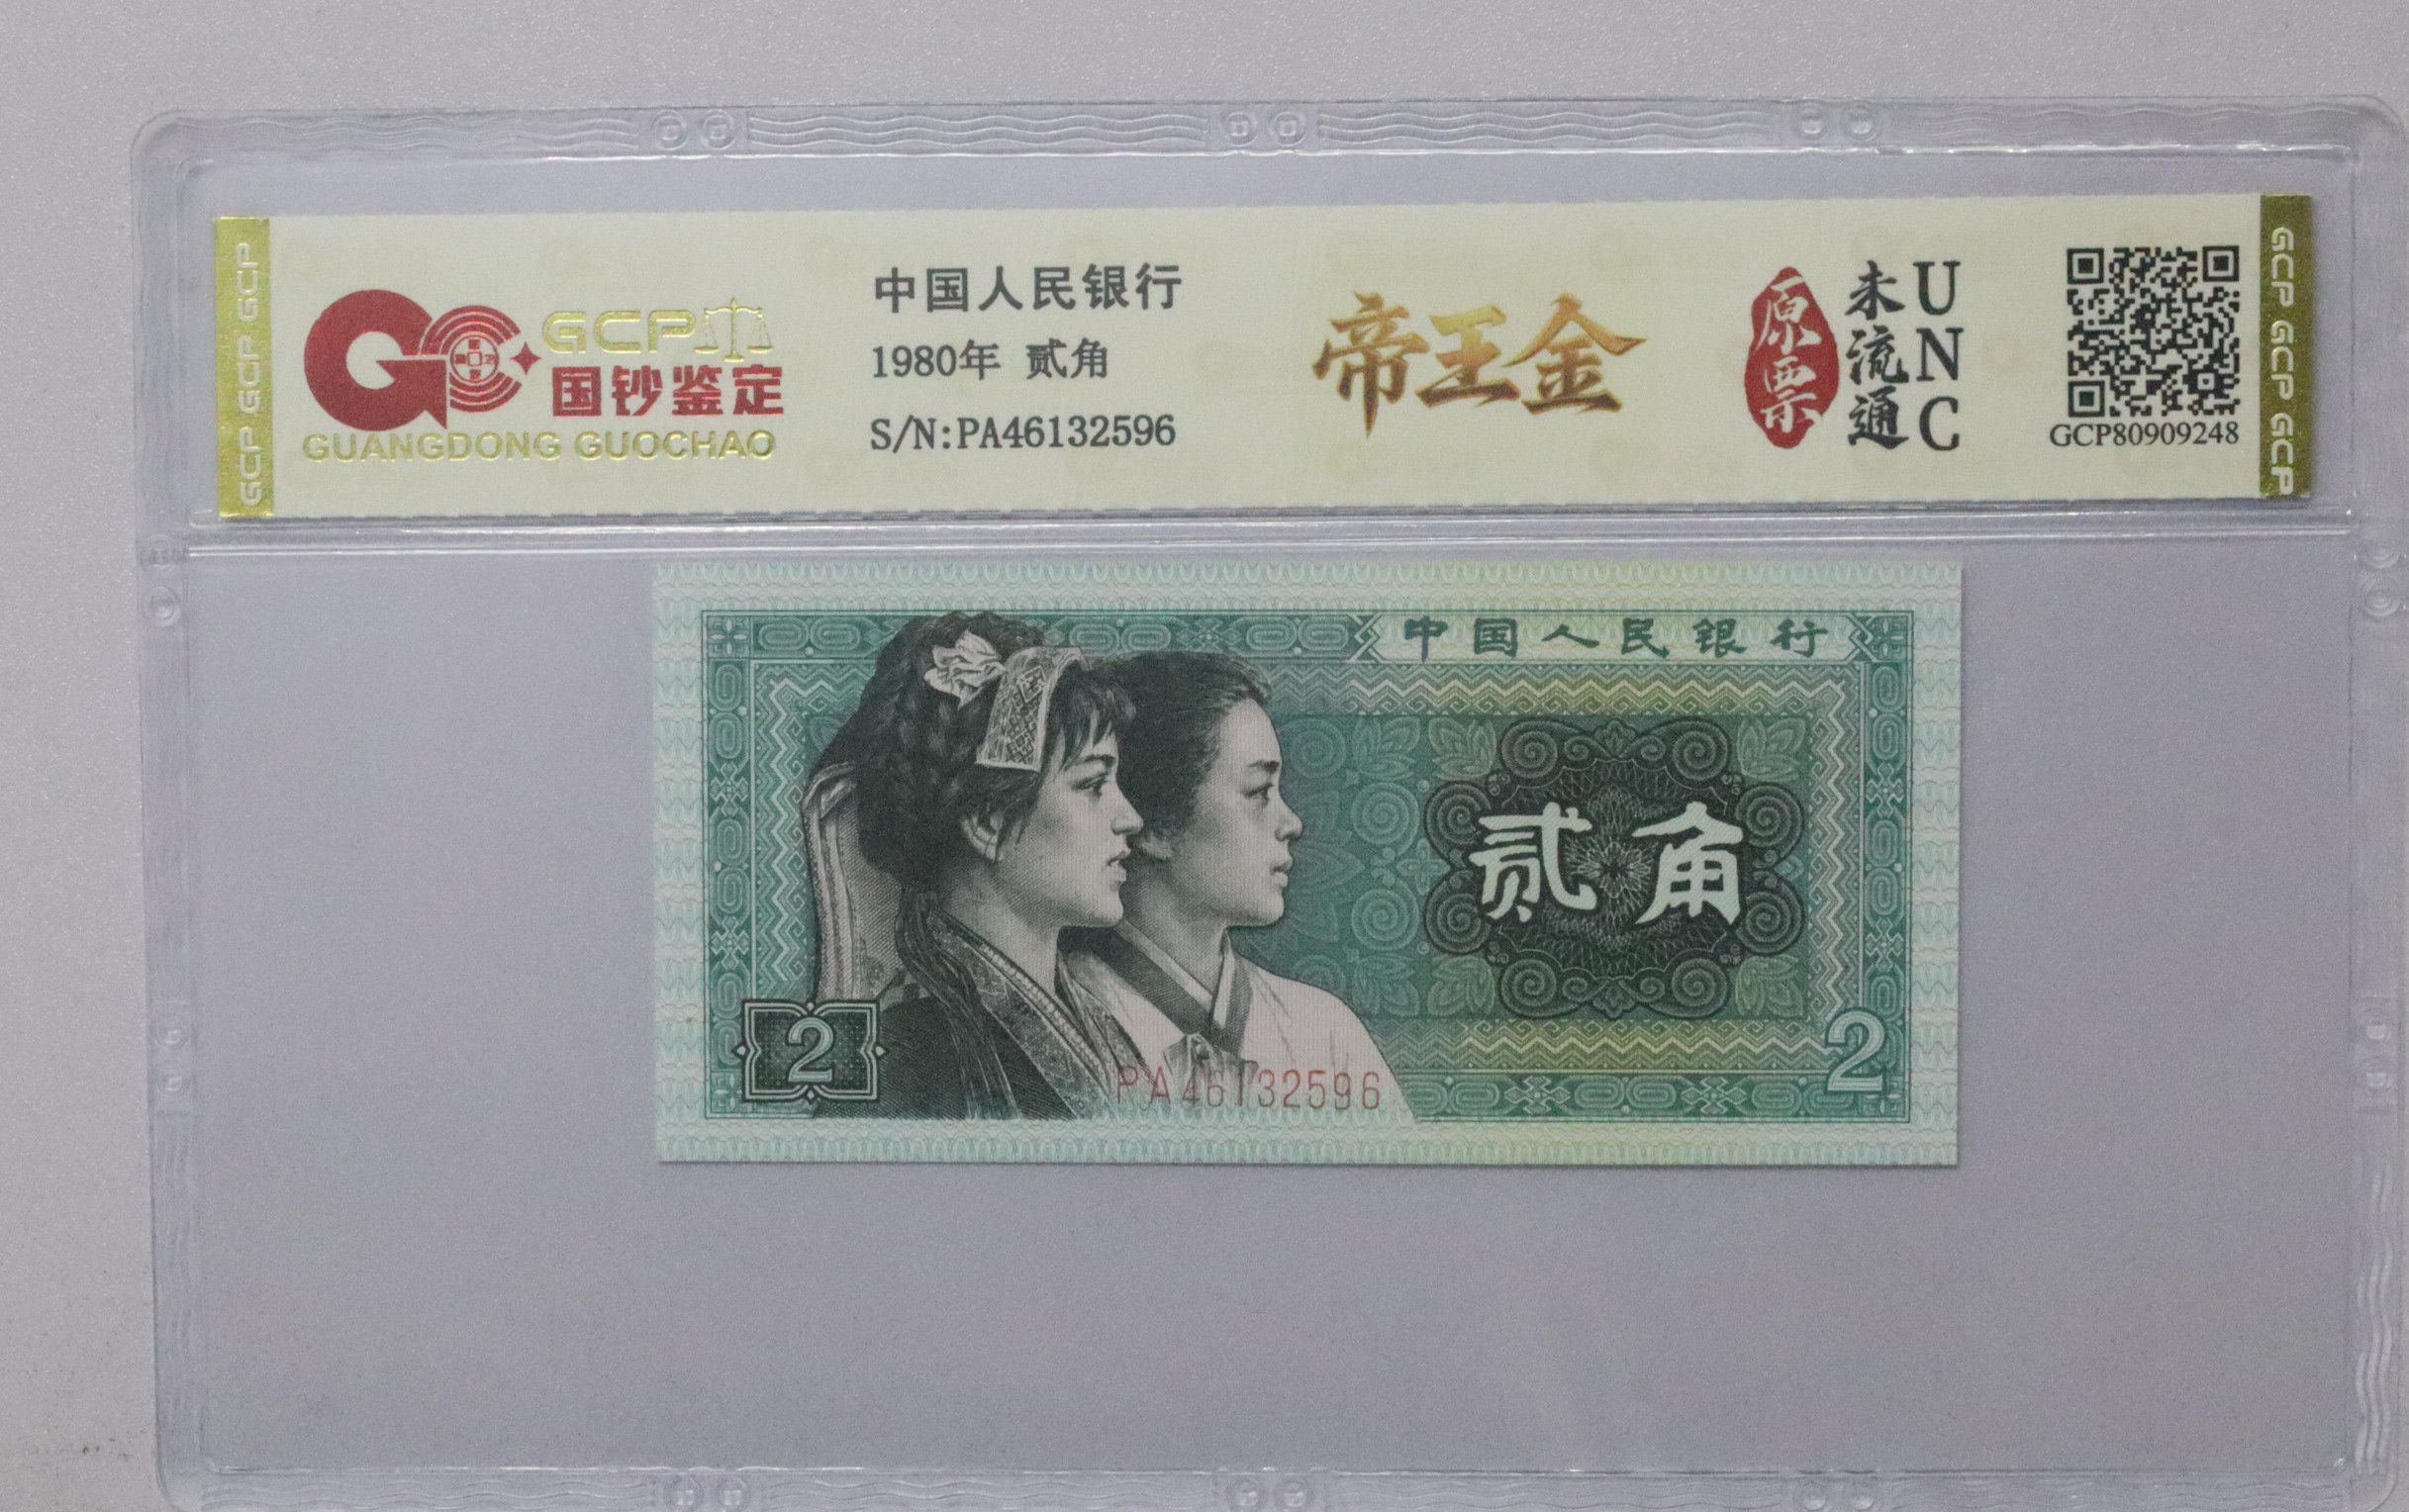 GCP GCP GCP
GCP
国钞鉴定
GUANGDONG GUOCHAO
中国人民银行
1980年 贰角
S/N:PA46132596
帝王金
原票
未流通
UNC
GCP80909248
GCP GCP GCP
中国人民银行
贰角
2
2
PA46132596